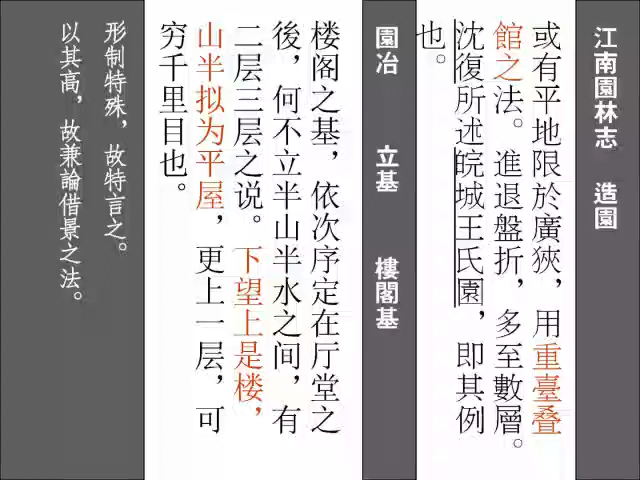 江南園林志 造園
或有平地限於廣狹，用重臺叠
館之法。進退盤折，多至數層。
沈復所述皖城王氏園，即其例
也。
園冶 立基 樓閣基
楼阁之基，依次序定在厅堂之
後，何不立半山半水之间，有
二层三层之说。下望上是楼，
山半拟为平屋，更上一层，可
穷千里目也。
形制特殊，故特言之。
以其高，故兼論借景之法。